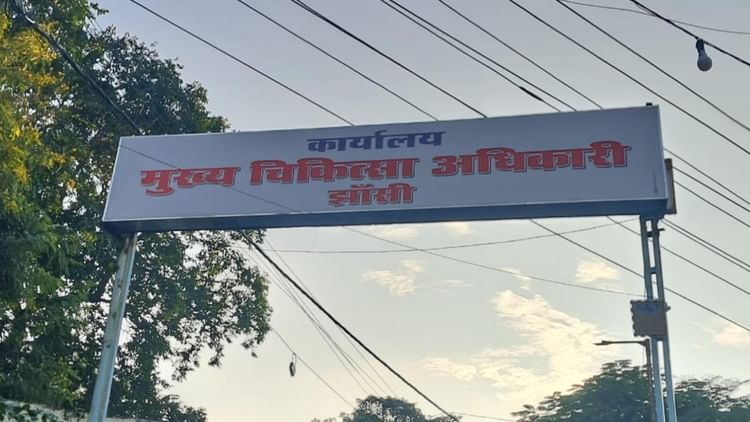 कार्यालय
मुख्य चिकित्सा अधिकारी
झाँसी